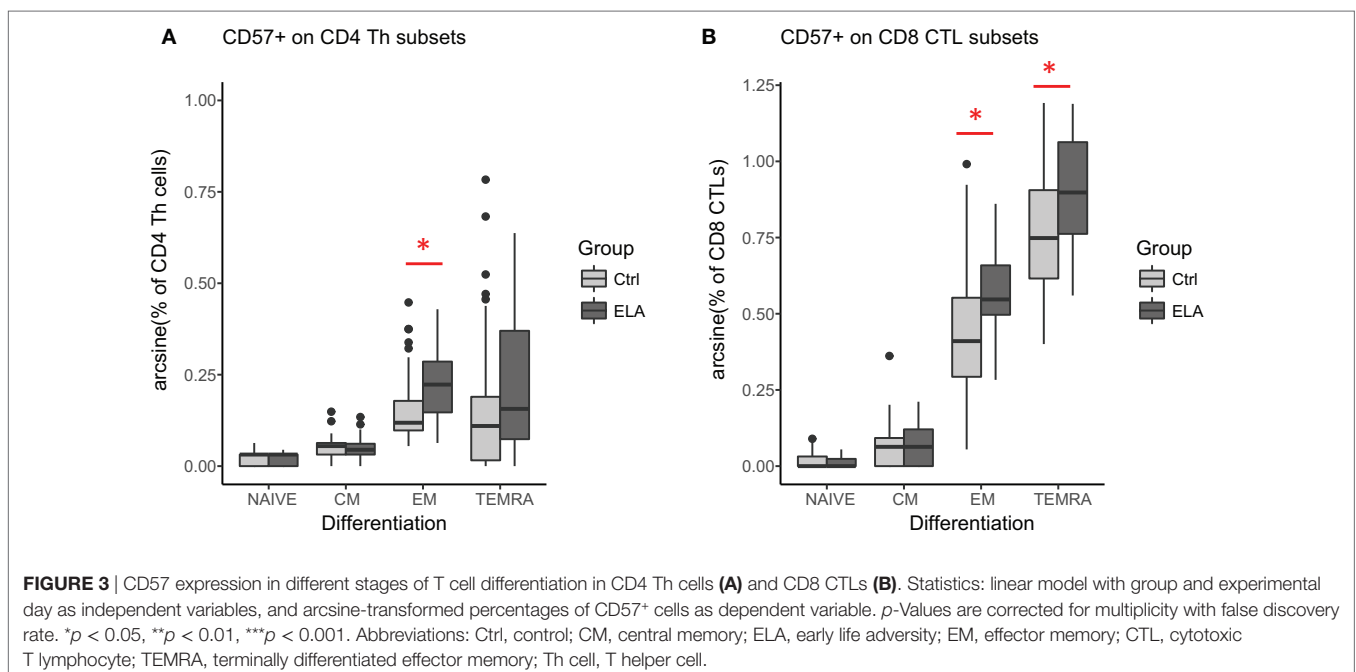 A CD57+ on CD4 Th subsets
B CD57+ on CD8 CTL subsets
arcsine(% of CD4 Th cells)
1.00
0.75
0.50
0.25
0.00
*
NAIVE CM EM TEMRA
Differentiation
Group
Ctrl
ELA
arcsine(% of CD8 CTLs)
1.25
1.00
0.75
0.50
0.25
0.00
*
*
NAIVE CM EM TEMRA
Differentiation
Group
Ctrl
ELA
FIGURE 3 | CD57 expression in different stages of T cell differentiation in CD4 Th cells (A) and CD8 CTLs (B). Statistics: linear model with group and experimental
day as independent variables, and arcsine-transformed percentages of CD57⁺ cells as dependent variable. p-Values are corrected for multiplicity with false discovery
rate. *p < 0.05, **p < 0.01, ***p < 0.001. Abbreviations: Ctrl, control; CM, central memory; ELA, early life adversity; EM, effector memory; CTL, cytotoxic
T lymphocyte; TEMRA, terminally differentiated effector memory; Th cell, T helper cell.